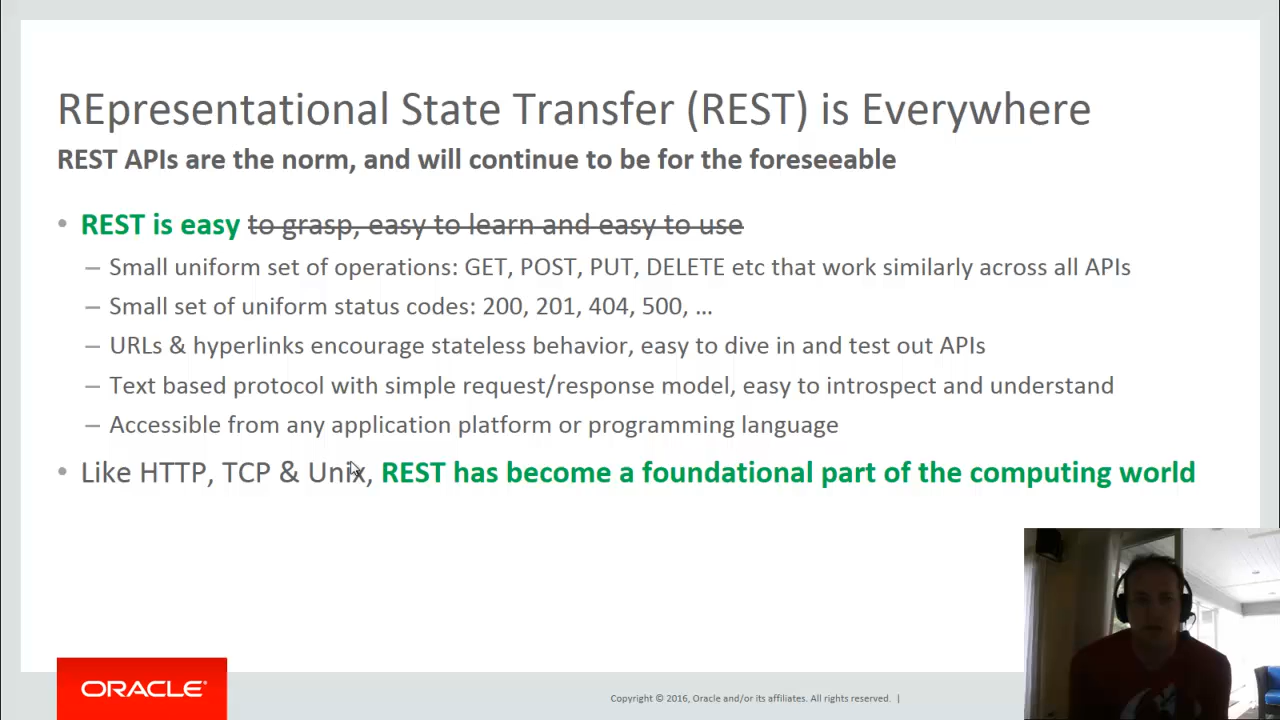 REpresentational State Transfer (REST) is Everywhere
REST APIs are the norm, and will continue to be for the foreseeable
• REST is easy to grasp, easy to learn and easy to use
– Small uniform set of operations: GET, POST, PUT, DELETE etc that work similarly across all APIs
– Small set of uniform status codes: 200, 201, 404, 500, ...
– URLs & hyperlinks encourage stateless behavior, easy to dive in and test out APIs
– Text based protocol with simple request/response model, easy to introspect and understand
– Accessible from any application platform or programming language
• Like HTTP, TCP & Unix, REST has become a foundational part of the computing world
ORACLE®
Copyright © 2016, Oracle and/or its affiliates. All rights reserved. |